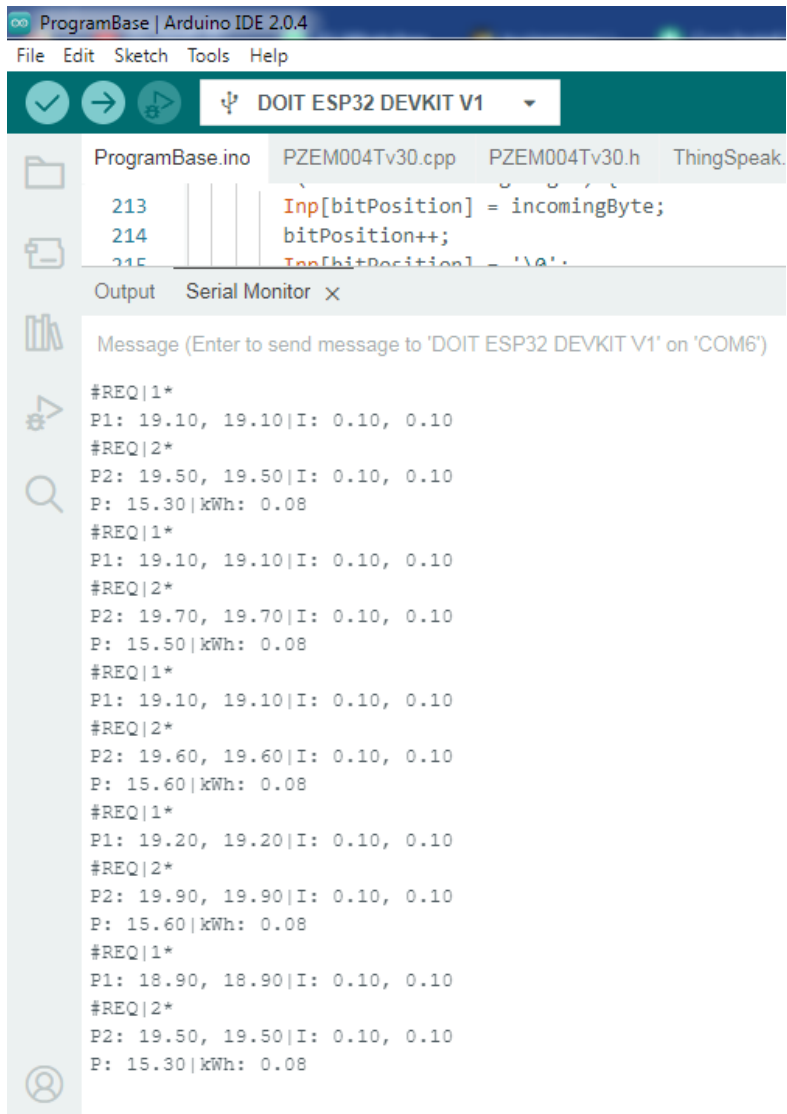 ProgramBase | Arduino IDE 2.0.4
File Edit Sketch Tools Help
DOIT ESP32 DEVKIT V1
ProgramBase.ino PZEM004Tv30.cpp PZEM004Tv30.h ThingSpeak.
213 Inp[bitPosition] = incomingByte;
214 bitPosition++;
215 Inp[bitPosition] = '\0';
Output Serial Monitor
Message (Enter to send message to 'DOIT ESP32 DEVKIT V1' on 'COM6')
#REQ|1*
P1: 19.10, 19.10|I: 0.10, 0.10
#REQ|2*
P2: 19.50, 19.50|I: 0.10, 0.10
P: 15.30|kWh: 0.08
#REQ|1*
P1: 19.10, 19.10|I: 0.10, 0.10
#REQ|2*
P2: 19.70, 19.70|I: 0.10, 0.10
P: 15.50|kWh: 0.08
#REQ|1*
P1: 19.10, 19.10|I: 0.10, 0.10
#REQ|2*
P2: 19.60, 19.60|I: 0.10, 0.10
P: 15.60|kWh: 0.08
#REQ|1*
P1: 19.20, 19.20|I: 0.10, 0.10
#REQ|2*
P2: 19.90, 19.90|I: 0.10, 0.10
P: 15.60|kWh: 0.08
#REQ|1*
P1: 18.90, 18.90|I: 0.10, 0.10
#REQ|2*
P2: 19.50, 19.50|I: 0.10, 0.10
P: 15.30|kWh: 0.08